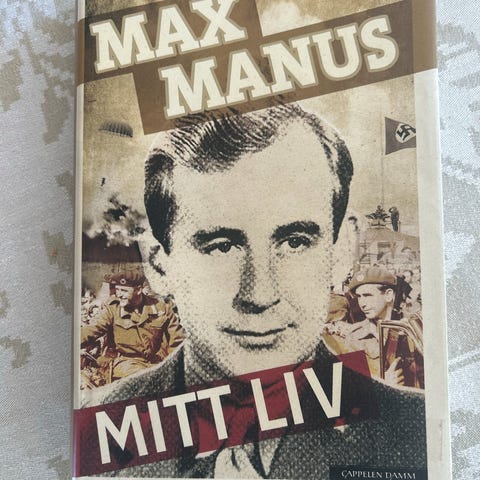 MAX
MANUS
MITT LIV
CAPPELEN DAMM